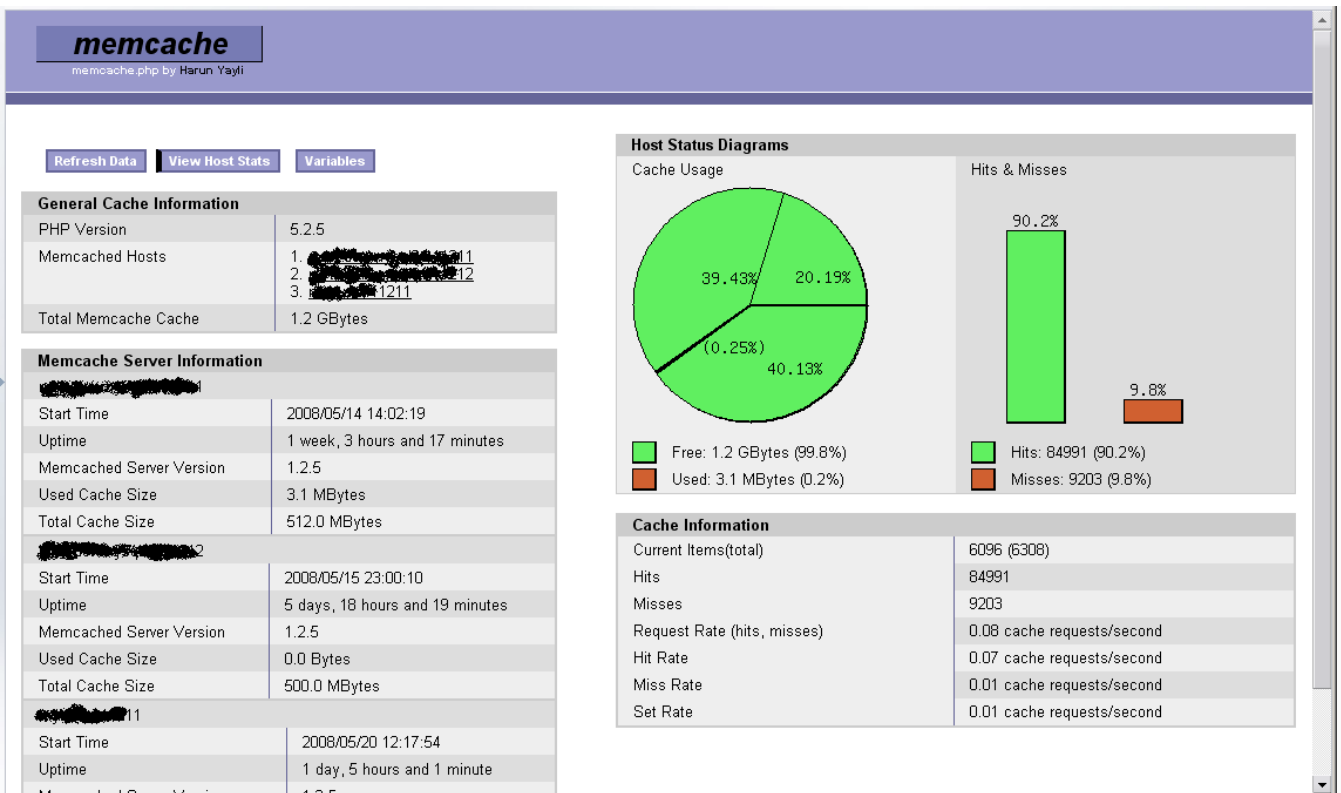 memcache
memcache.php by Harun Yayli
Refresh Data
View Host Stats
Variables
General Cache Information
PHP Version 5.2.5
Memcached Hosts 1. 11
2. 12
3. 1211
Total Memcache Cache 1.2 GBytes
Memcache Server Information
Start Time 2008/05/14 14:02:19
Uptime 1 week, 3 hours and 17 minutes
Memcached Server Version 1.2.5
Used Cache Size 3.1 MBytes
Total Cache Size 512.0 MBytes
2
Start Time 2008/05/15 23:00:10
Uptime 5 days, 18 hours and 19 minutes
Memcached Server Version 1.2.5
Used Cache Size 0.0 Bytes
Total Cache Size 500.0 MBytes
11
Start Time 2008/05/20 12:17:54
Uptime 1 day, 5 hours and 1 minute
Host Status Diagrams
Cache Usage
39.43%
20.19%
(0.25%)
40.13%
Free: 1.2 GBytes (99.8%)
Used: 3.1 MBytes (0.2%)
Hits & Misses
90.2%
9.8%
Hits: 84991 (90.2%)
Misses: 9203 (9.8%)
Cache Information
Current Items(total) 6096 (6308)
Hits 84991
Misses 9203
Request Rate (hits, misses) 0.08 cache requests/second
Hit Rate 0.07 cache requests/second
Miss Rate 0.01 cache requests/second
Set Rate 0.01 cache requests/second